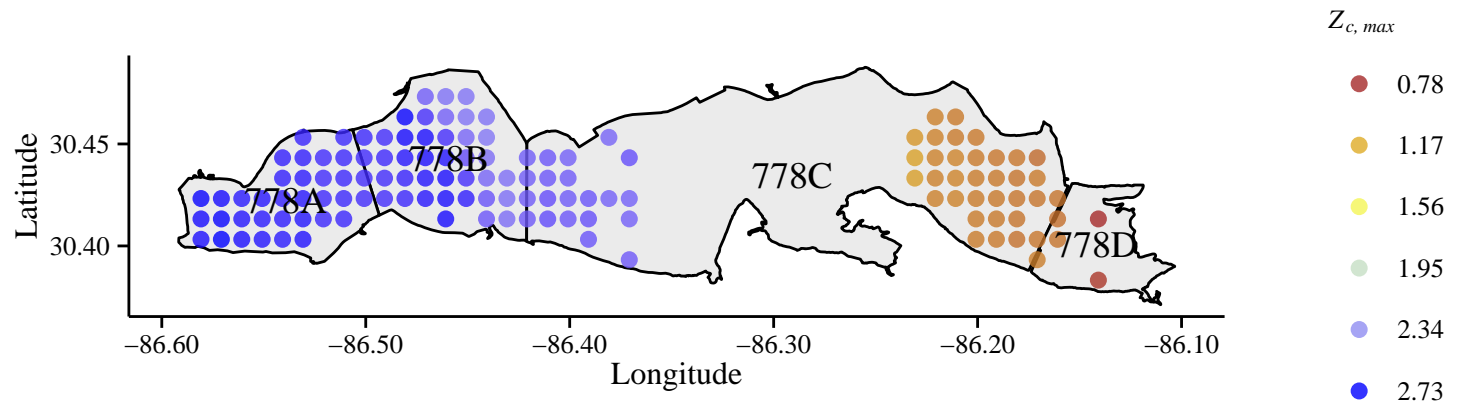 Z_{c, max}
0.78
1.17
1.56
1.95
2.34
2.73
Latitude
30.45
30.40
778A
778B
778C
778D
−86.60
−86.50
−86.40
−86.30
−86.20
−86.10
Longitude